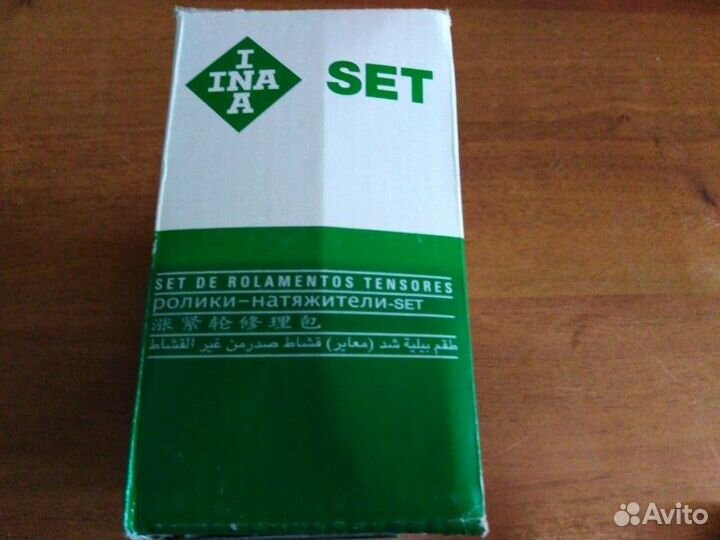 I
INA
A
SET
SET DE ROLAMENTOS TENSORES
ролики-натяжители-SET
涨紧轮修理包
طقم بيلية شد (معاير) قشاط صدرمن غير القشاط
Avito